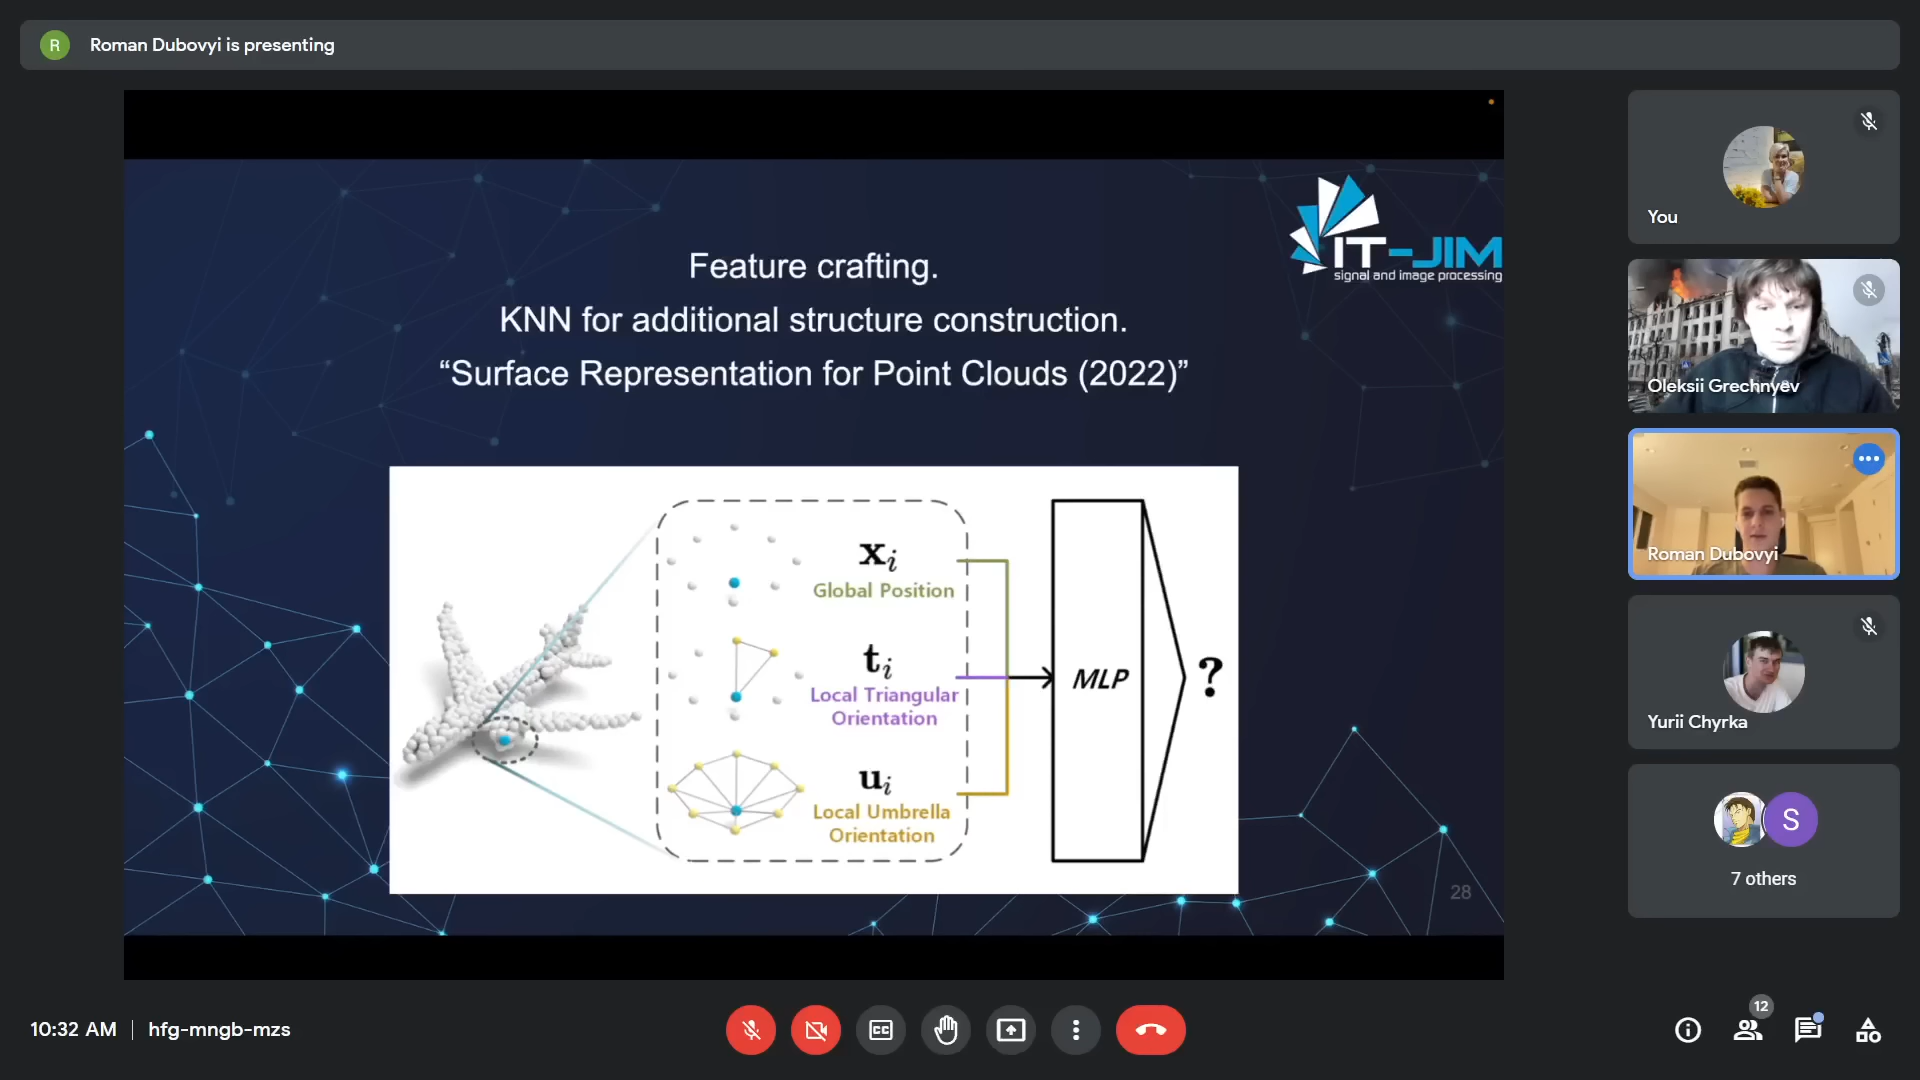 R Roman Dubovyi is presenting
IT-JIM
signal and image processing
Feature crafting.
KNN for additional structure construction.
“Surface Representation for Point Clouds (2022)”
xi
Global Position
ti
Local Triangular
Orientation
ui
Local Umbrella
Orientation
MLP
?
28
You
Oleksii Grechnyev
Roman Dubovyi
Yurii Chyrka
S
7 others
10:32 AM | hfg-mngb-mzs
CC
12